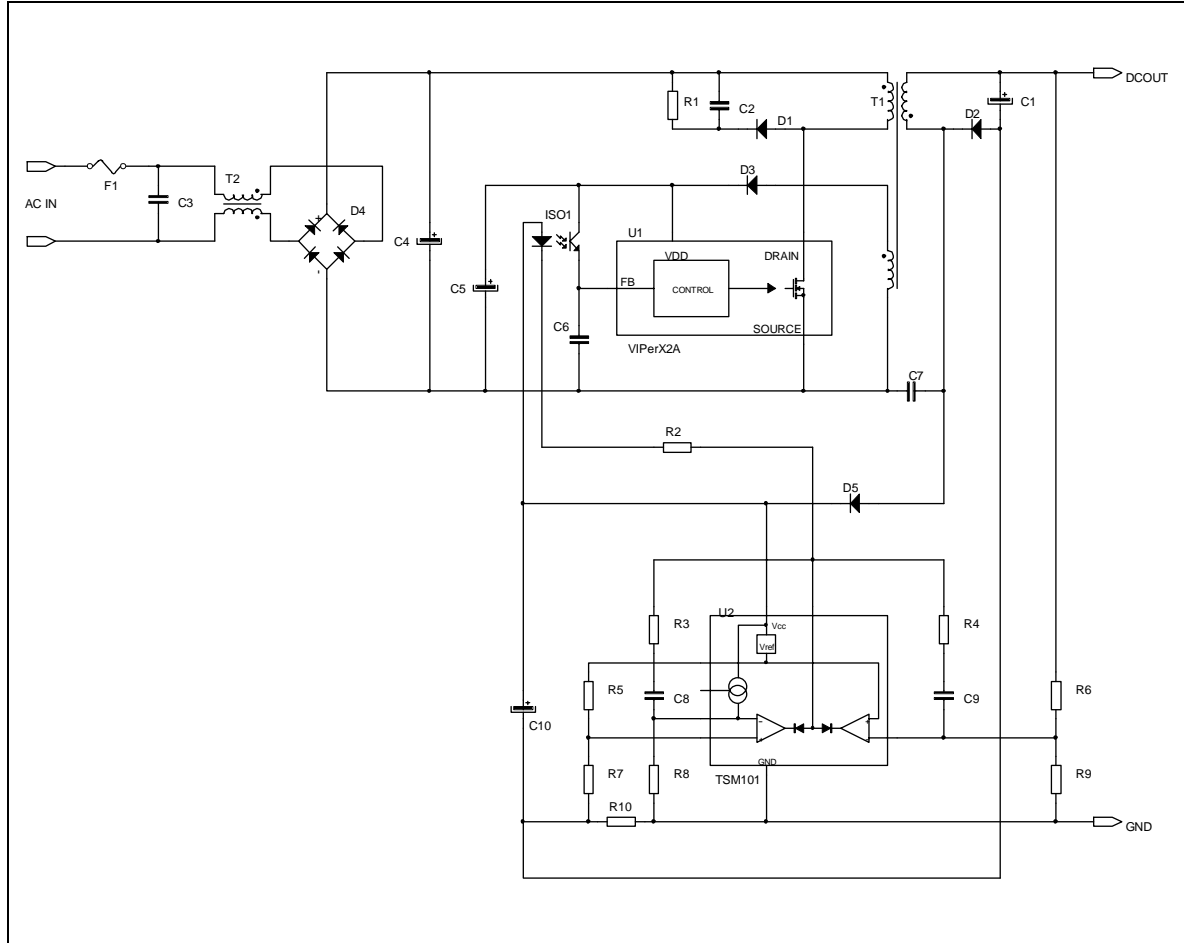 DCOUT
R1
C2
D1
T1
D2
C1
AC IN
F1
C3
T2
D4
+
-
C4
D3
ISO1
U1
VDD
DRAIN
FB
CONTROL
C5
C6
SOURCE
VIPerX2A
C7
R2
D5
U2
R3
R4
Vcc
Vref
R5
C8
C9
R6
C10
GND
R7
R8
TSM101
R9
R10
GND